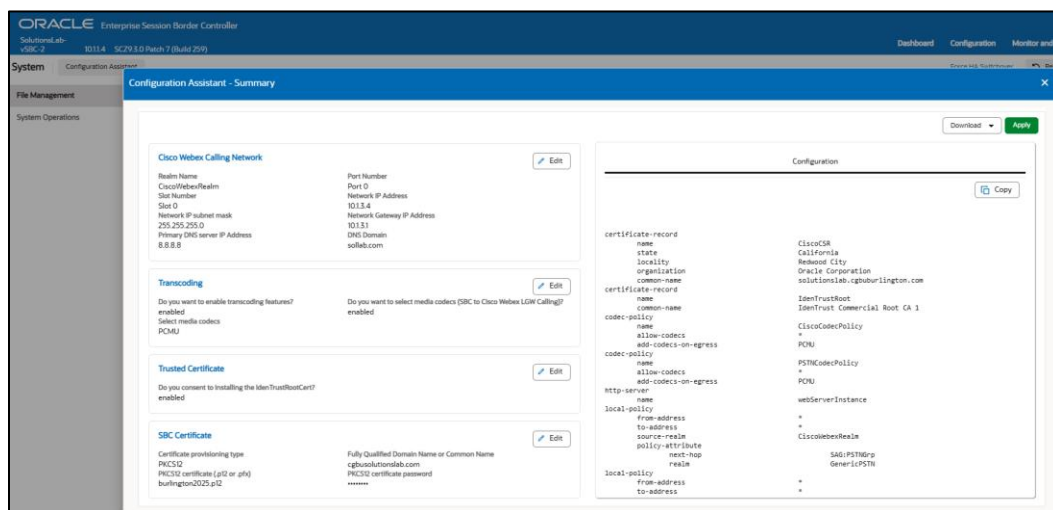 ORACLE Enterprise Session Border Controller
SolutionsLab-
vSBC-2 10.1.1.4 SCZ9.3.0 Patch 7 (Build 259)
Dashboard Configuration Monitor and
System Configuration Assistant Force HA Switchover
File Management
System Operations
Configuration Assistant - Summary
Download Apply
Cisco Webex Calling Network Edit
Realm Name Port Number
CiscoWebexRealm Port 0
Slot Number Network IP Address
Slot 0 10.1.3.4
Network IP subnet mask Network Gateway IP Address
255.255.255.0 10.1.3.1
Primary DNS server IP Address DNS Domain
8.8.8.8 sollab.com
Transcoding Edit
Do you want to enable transcoding features? Do you want to select media codecs (SBC to Cisco Webex LGW Calling)?
enabled enabled
Select media codecs
PCMU
Trusted Certificate Edit
Do you consent to installing the IdenTrustRootCert?
enabled
SBC Certificate Edit
Certificate provisioning type Fully Qualified Domain Name or Common Name
PKCS12 cgbusolutionslab.com
PKCS12 certificate (.p12 or .pfx) PKCS12 certificate password
burlington2025.p12 ••••••••
Configuration
Copy
certificate-record
name CiscoCSR
state California
locality Redwood City
organization Oracle Corporation
common-name solutionslab.cgbuburlington.com
certificate-record
name IdenTrustRoot
common-name IdenTrust Commercial Root CA 1
codec-policy
name CiscoCodecPolicy
allow-codecs *
add-codecs-on-egress PCMU
codec-policy
name PSTNCodecPolicy
allow-codecs *
add-codecs-on-egress PCMU
http-server
name webServerInstance
local-policy
from-address *
to-address *
source-realm CiscoWebexRealm
policy-attribute
next-hop SAG:PSTNGrp
realm GenericPSTN
local-policy
from-address *
to-address *